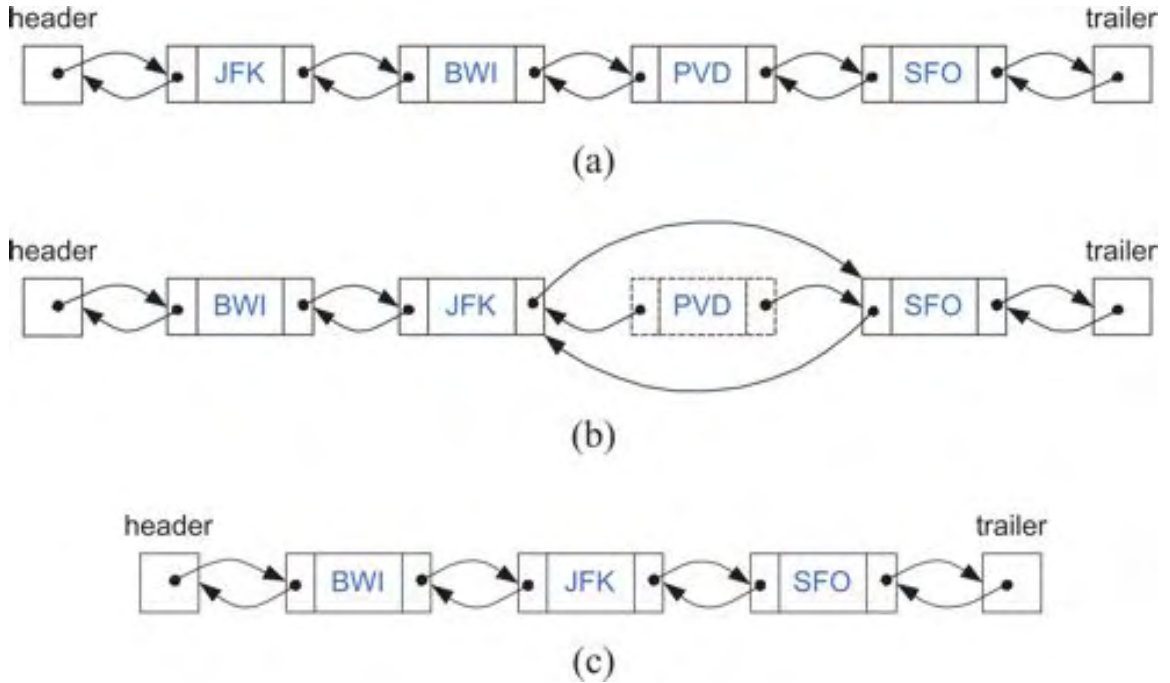 header trailer
JFK BWI PVD SFO
(a)
header trailer
BWI JFK PVD SFO
(b)
header trailer
BWI JFK SFO
(c)